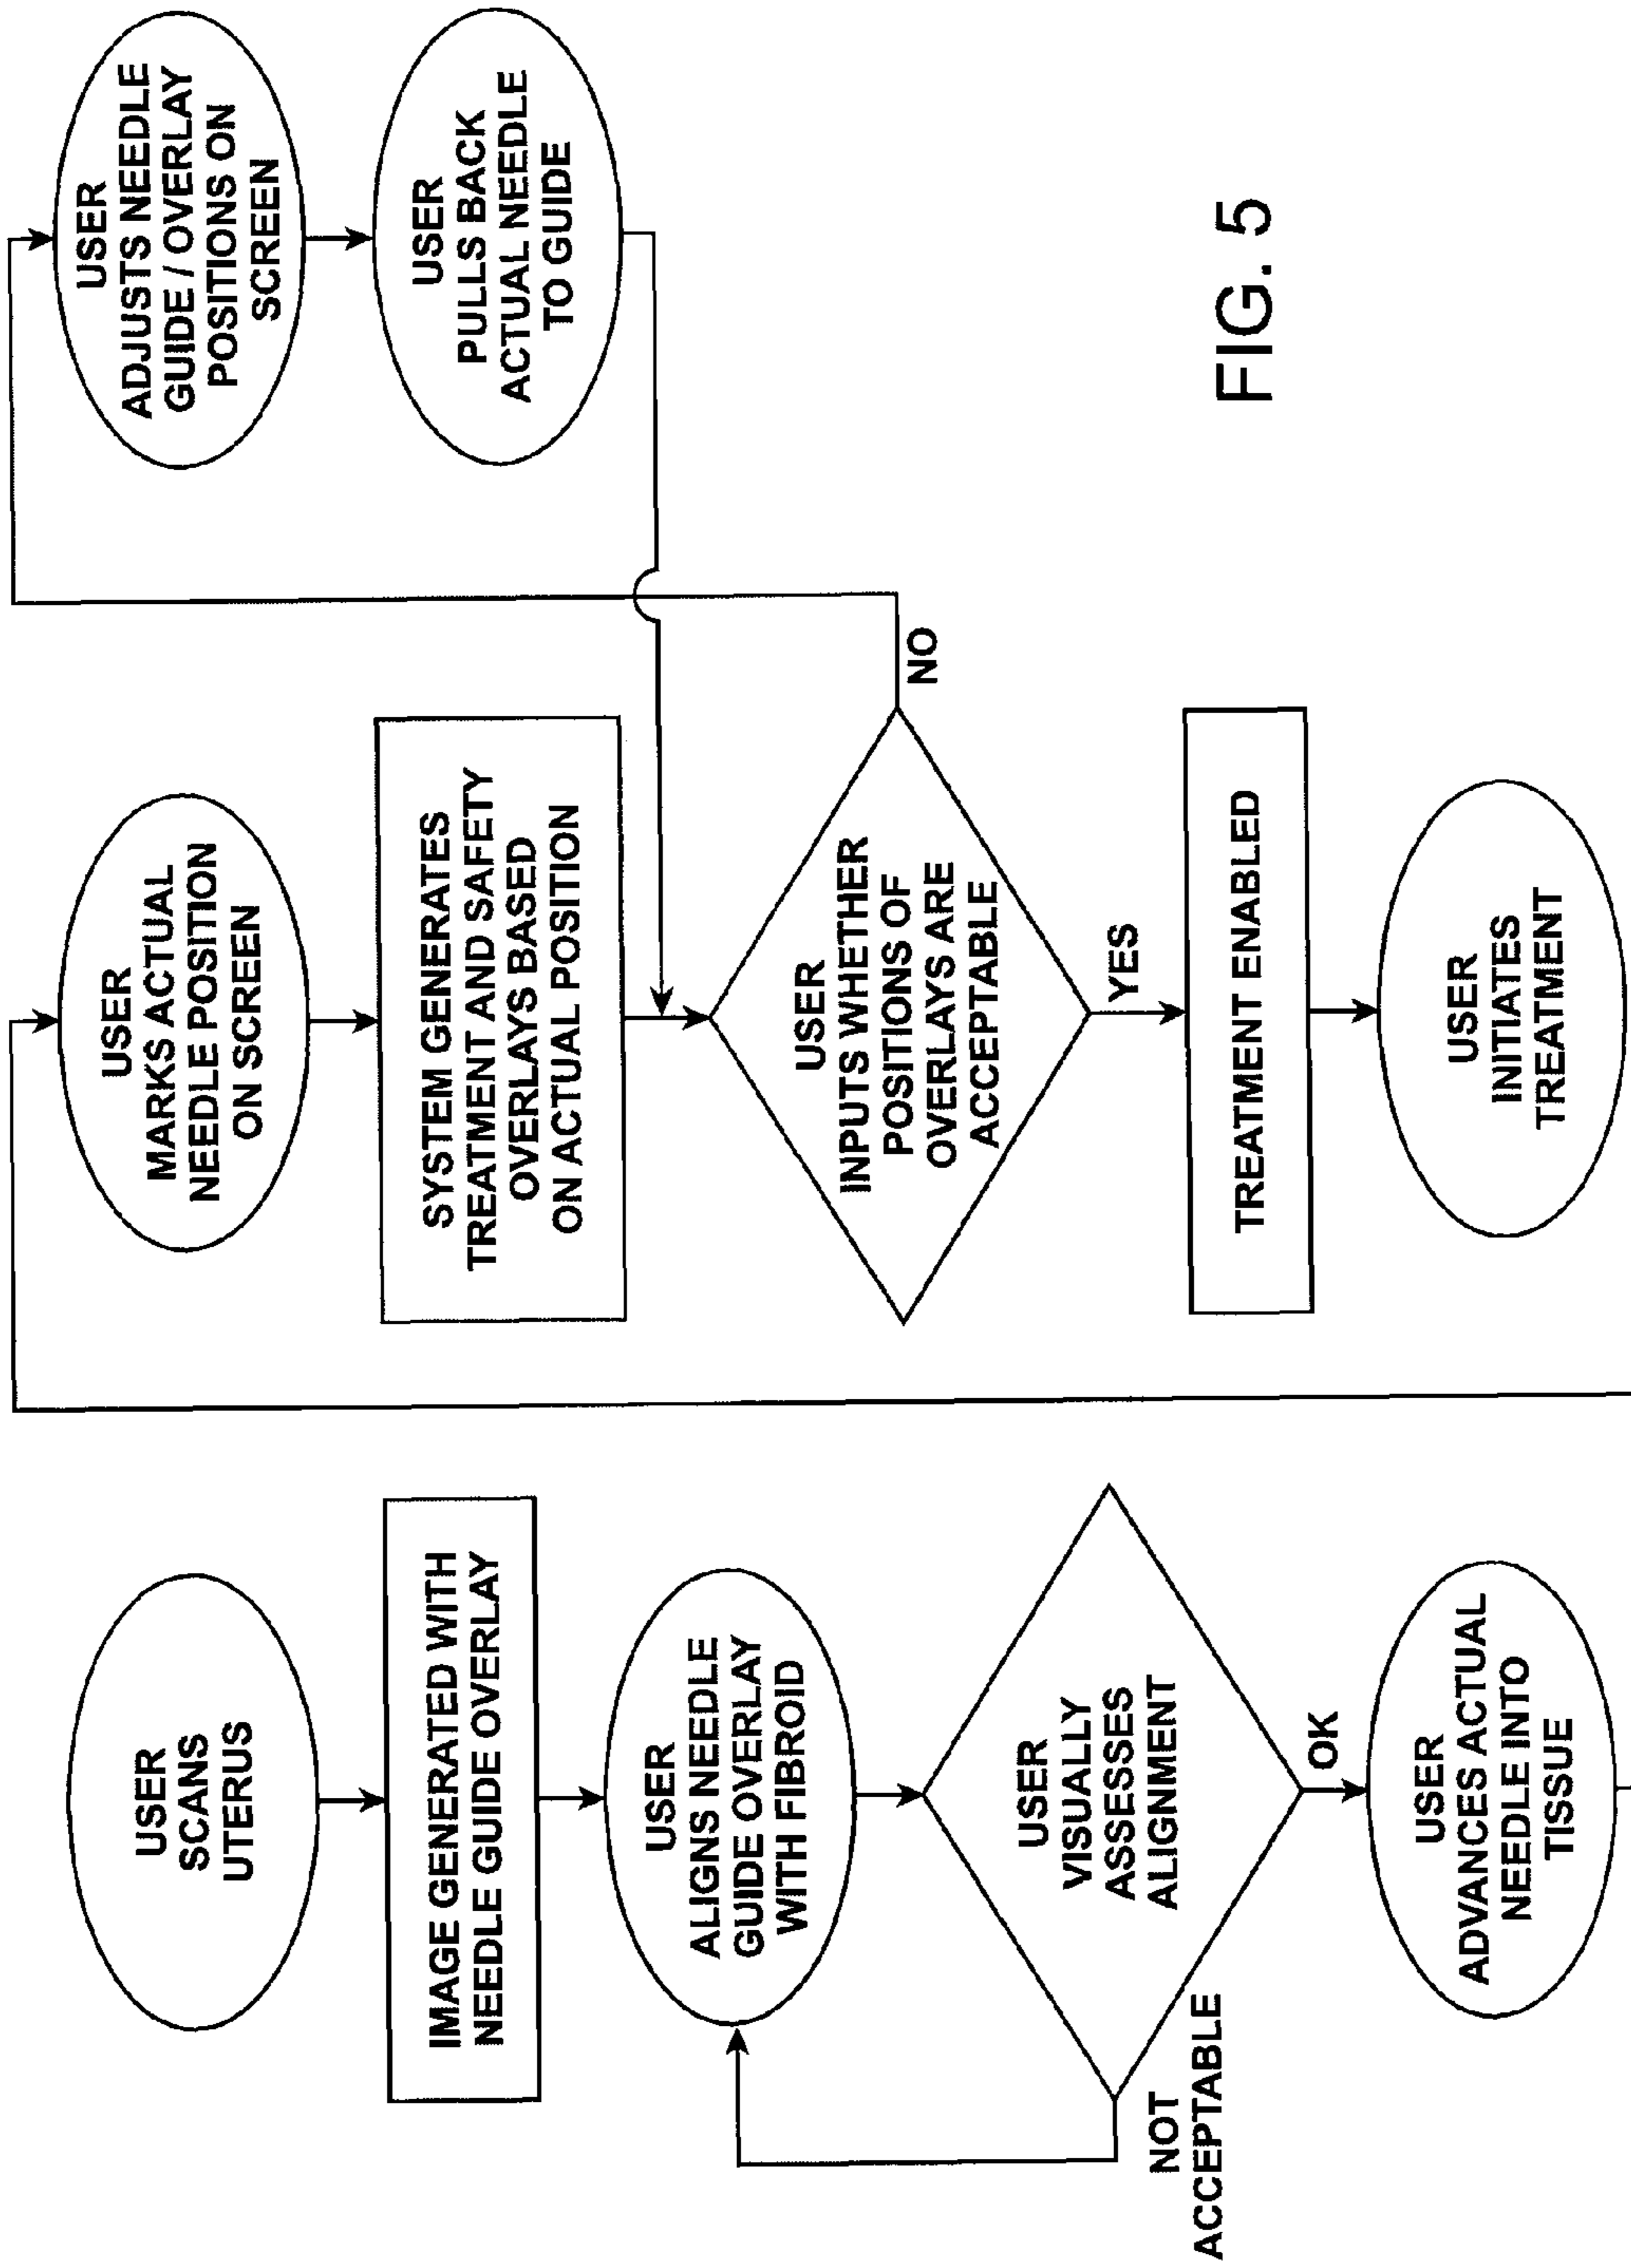 USER
SCANS
UTERUS
IMAGE GENERATED WITH
NEEDLE GUIDE OVERLAY
USER
ALIGNS NEEDLE
GUIDE OVERLAY
WITH FIBROID
USER
VISUALLY
ASSESSES
ALIGNMENT
NOT
ACCEPTABLE
OK
USER
ADVANCES ACTUAL
NEEDLE INTO
TISSUE
USER
MARKS ACTUAL
NEEDLE POSITION
ON SCREEN
SYSTEM GENERATES
TREATMENT AND SAFETY
OVERLAYS BASED
ON ACTUAL POSITION
USER
INPUTS WHETHER
POSITIONS OF
OVERLAYS ARE
ACCEPTABLE
NO
YES
TREATMENT ENABLED
USER
INITIATES
TREATMENT
USER
ADJUSTS NEEDLE
GUIDE / OVERLAY
POSITIONS ON
SCREEN
USER
PULLS BACK
ACTUAL NEEDLE
TO GUIDE
FIG. 5